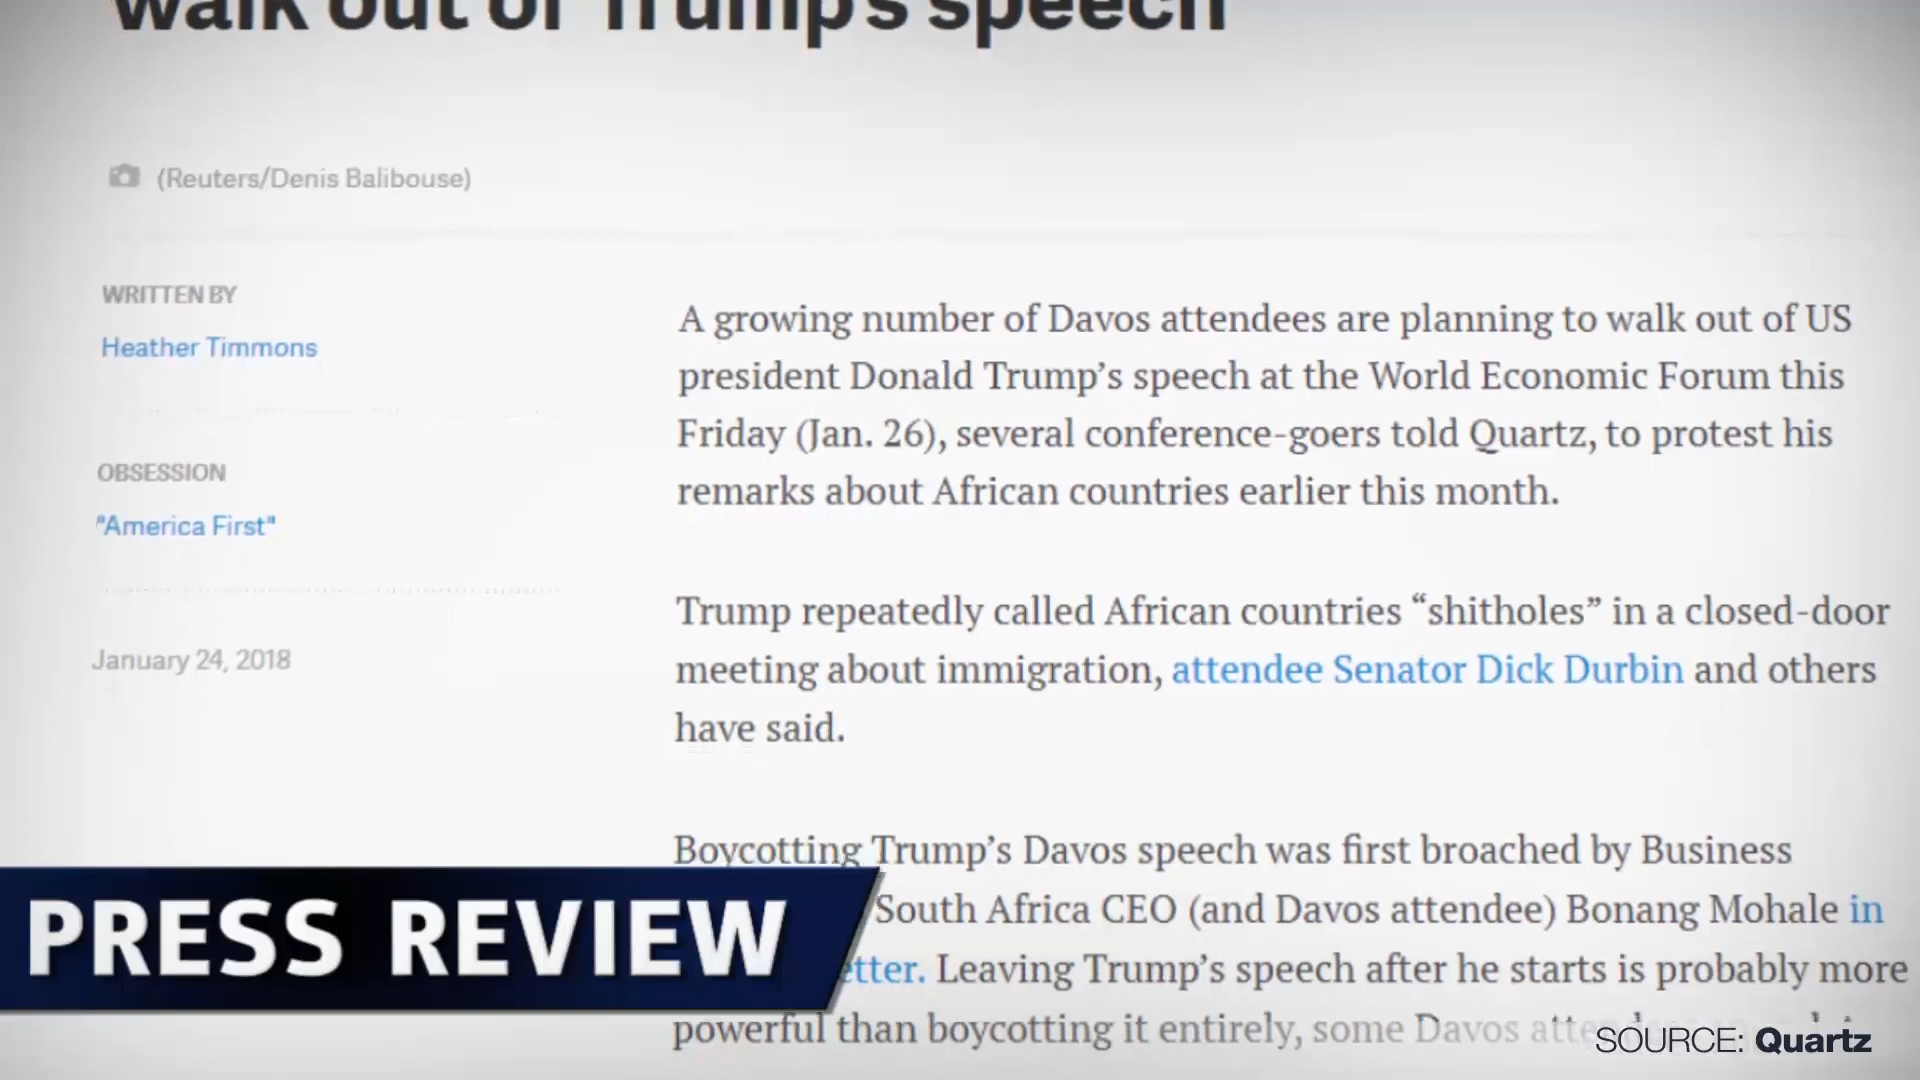 walk out of Trump's speech
(Reuters/Denis Balibouse)
WRITTEN BY
Heather Timmons
OBSESSION
"America First"
January 24, 2018
A growing number of Davos attendees are planning to walk out of US
president Donald Trump’s speech at the World Economic Forum this
Friday (Jan. 26), several conference-goers told Quartz, to protest his
remarks about African countries earlier this month.
Trump repeatedly called African countries “shitholes” in a closed-door
meeting about immigration, attendee Senator Dick Durbin and others
have said.
Boycotting Trump’s Davos speech was first broached by Business
South Africa CEO (and Davos attendee) Bonang Mohale in
Leaving Trump’s speech after he starts is probably more
powerful than boycotting it entirely, some Davos
PRESS REVIEW
SOURCE: Quartz